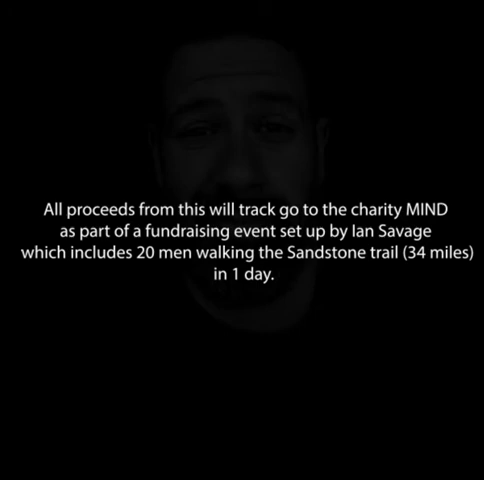 All proceeds from this will track go to the charity MIND
as part of a fundraising event set up by Ian Savage
which includes 20 men walking the Sandstone trail (34 miles)
in 1 day.